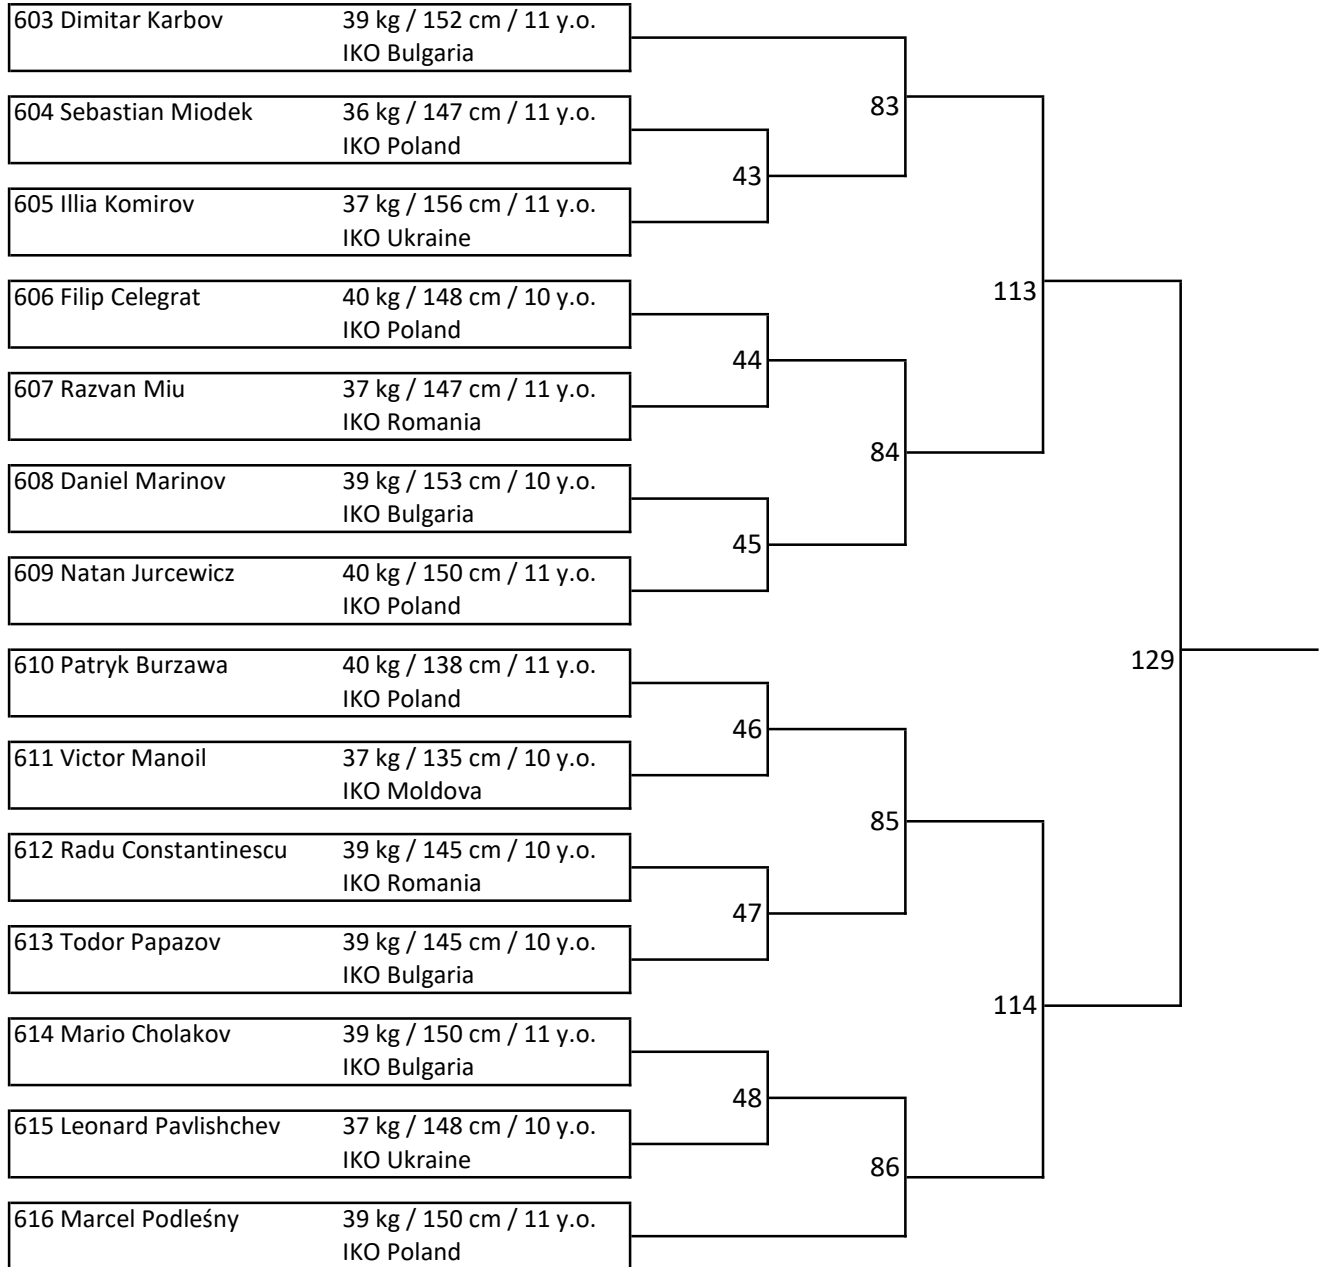 603 Dimitar Karbov 39 kg / 152 cm / 11 y.o.
IKO Bulgaria
83
604 Sebastian Miodek 36 kg / 147 cm / 11 y.o.
IKO Poland
43
605 Illia Komirov 37 kg / 156 cm / 11 y.o.
IKO Ukraine
113
606 Filip Celegrat 40 kg / 148 cm / 10 y.o.
IKO Poland
44
607 Razvan Miu 37 kg / 147 cm / 11 y.o.
IKO Romania
84
608 Daniel Marinov 39 kg / 153 cm / 10 y.o.
IKO Bulgaria
45
609 Natan Jurcewicz 40 kg / 150 cm / 11 y.o.
IKO Poland
129
610 Patryk Burzawa 40 kg / 138 cm / 11 y.o.
IKO Poland
46
611 Victor Manoil 37 kg / 135 cm / 10 y.o.
IKO Moldova
85
612 Radu Constantinescu 39 kg / 145 cm / 10 y.o.
IKO Romania
47
613 Todor Papazov 39 kg / 145 cm / 10 y.o.
IKO Bulgaria
114
614 Mario Cholakov 39 kg / 150 cm / 11 y.o.
IKO Bulgaria
48
615 Leonard Pavlishchev 37 kg / 148 cm / 10 y.o.
IKO Ukraine
86
616 Marcel Podleśny 39 kg / 150 cm / 11 y.o.
IKO Poland